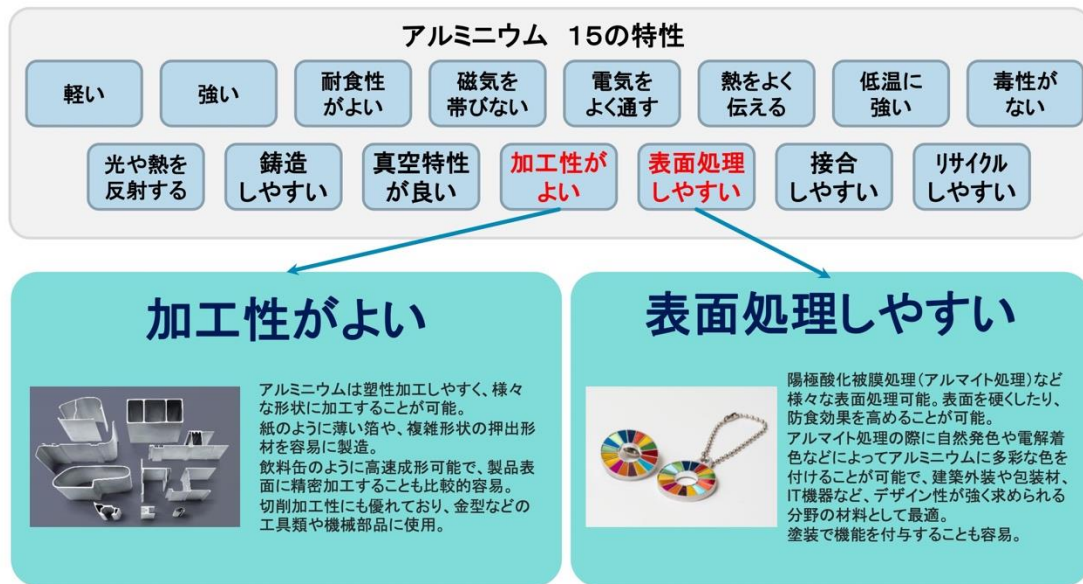 アルミニウム 15の特性
軽い
強い
耐食性
がよい
磁気を
帯びない
電気を
よく通す
熱をよく
伝える
低温に
強い
毒性が
ない
光や熱を
反射する
鋳造
しやすい
真空特性
が良い
加工性が
よい
表面処理
しやすい
接合
しやすい
リサイクル
しやすい
加工性がよい
アルミニウムは塑性加工しやすく、様々
な形状に加工することが可能。
紙のように薄い箔や、複雑形状の押出形
材を容易に製造。
飲料缶のように高速成形可能で、製品表
面に精密加工することも比較的容易。
切削加工性にも優れており、金型などの
工具類や機械部品に使用。
表面処理しやすい
陽極酸化被膜処理（アルマイト処理）など
様々な表面処理可能。表面を硬くしたり、
防食効果を高めることが可能。
アルマイト処理の際に自然発色や電解着
色などによってアルミニウムに多彩な色を
付けることが可能で、建築外装や包装材、
IT機器など、デザイン性が強く求められる
分野の材料として最適。
塗装で機能を付与することも容易。